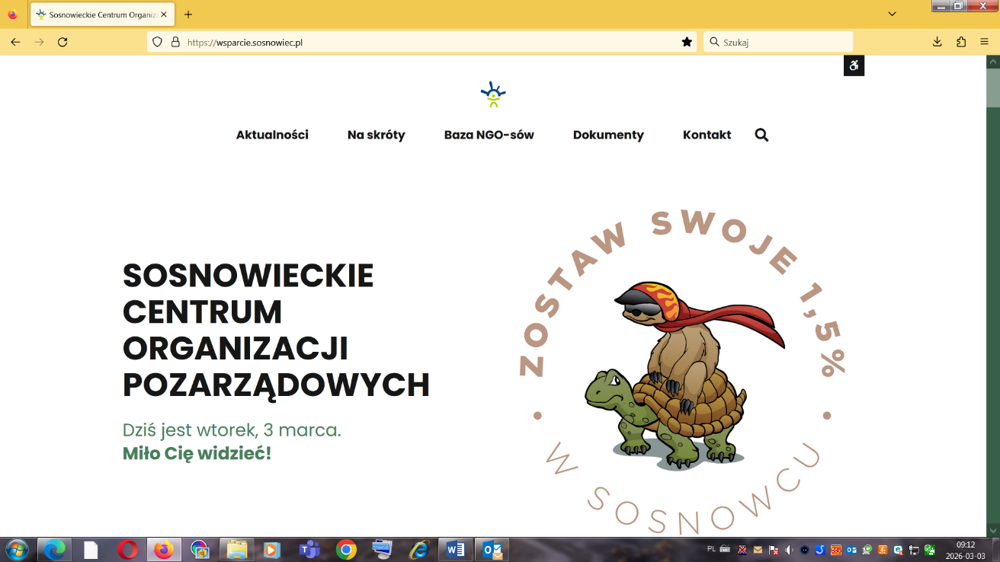 Sosnowieckie Centrum Organiza
https://wsparcie.sosnowiec.pl
Szukaj
Aktualności
Na skróty
Baza NGO-sów
Dokumenty
Kontakt
ZOSTAW SWOJE 1,5%
SOSNOWIECKIE
CENTRUM
ORGANIZACJI
POZARZĄDOWYCH
Dziś jest wtorek, 3 marca.
Miło Cię widzieć!
• W SOSNOWCU •
PL
09:12
2026-03-03